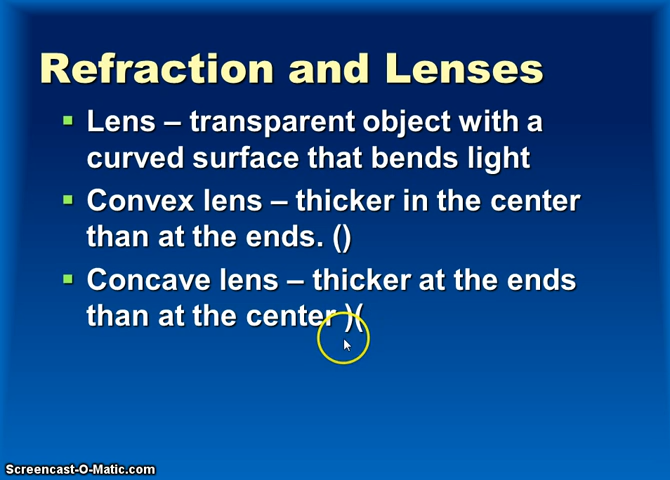 Refraction and Lenses
▪ Lens – transparent object with a
curved surface that bends light
▪ Convex lens – thicker in the center
than at the ends. ()
▪ Concave lens – thicker at the ends
than at the center )(
Screencast-O-Matic.com